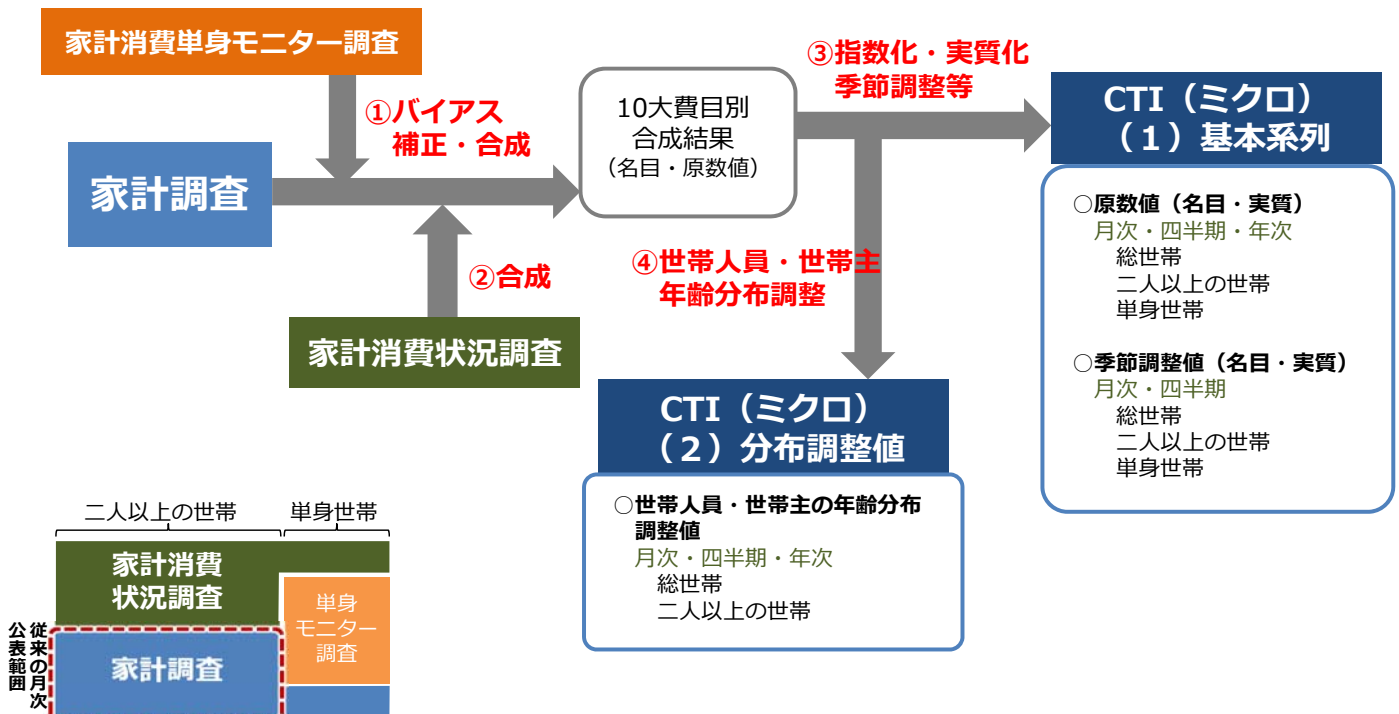 家計消費単身モニター調査
①バイアス
補正・合成
家計調査
②合成
家計消費状況調査
10大費目別
合成結果
（名目・原数値）
③指数化・実質化
季節調整等
④世帯人員・世帯主
年齢分布調整
CTI（ミクロ）
（１）基本系列
○原数値（名目・実質）
月次・四半期・年次
総世帯
二人以上の世帯
単身世帯
○季節調整値（名目・実質）
月次・四半期
総世帯
二人以上の世帯
単身世帯
CTI（ミクロ）
（２）分布調整値
○世帯人員・世帯主の年齢分布
調整値
月次・四半期・年次
総世帯
二人以上の世帯
二人以上の世帯
単身世帯
家計消費
状況調査
単身
モニター
調査
従来の月次
公表範囲
家計調査